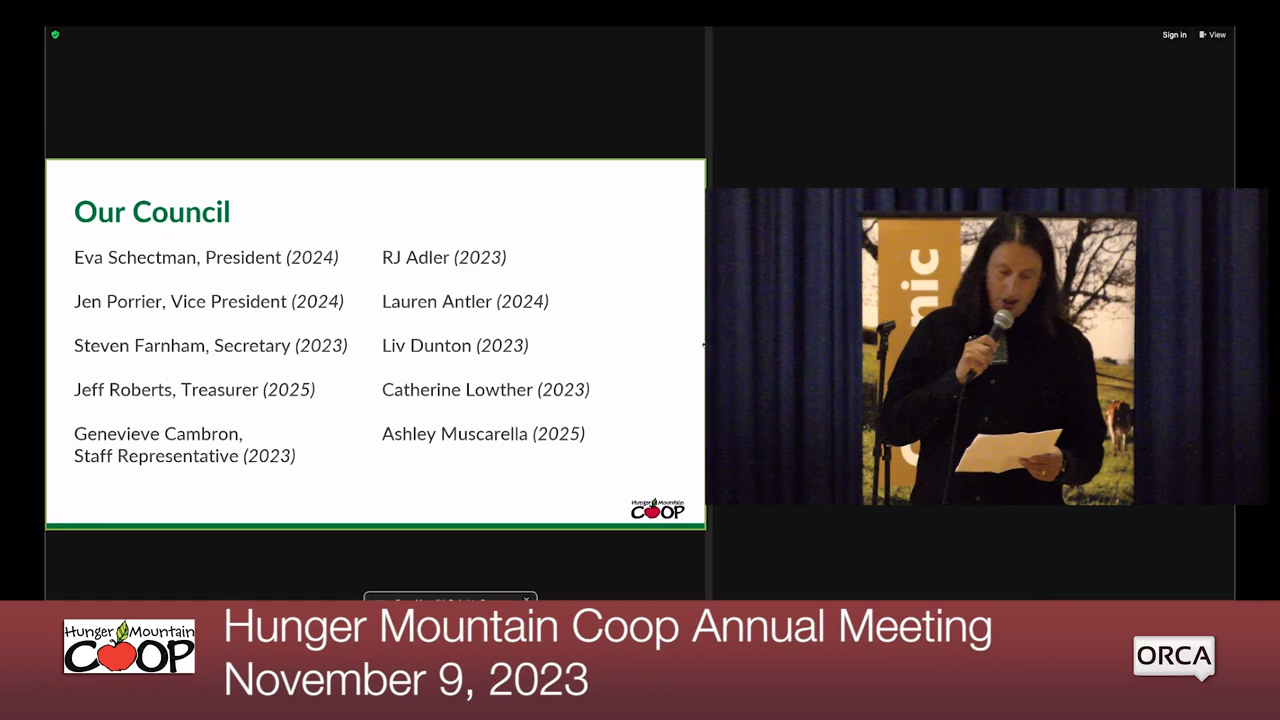 Sign in View
Our Council
Eva Schectman, President (2024)
Jen Porrier, Vice President (2024)
Steven Farnham, Secretary (2023)
Jeff Roberts, Treasurer (2025)
Genevieve Cambron,
Staff Representative (2023)
RJ Adler (2023)
Lauren Antler (2024)
Liv Dunton (2023)
Catherine Lowther (2023)
Ashley Muscarella (2025)
Hunger Mountain
COOP
nic
Hunger Mountain
COOP
Hunger Mountain Coop Annual Meeting
November 9, 2023
ORCA